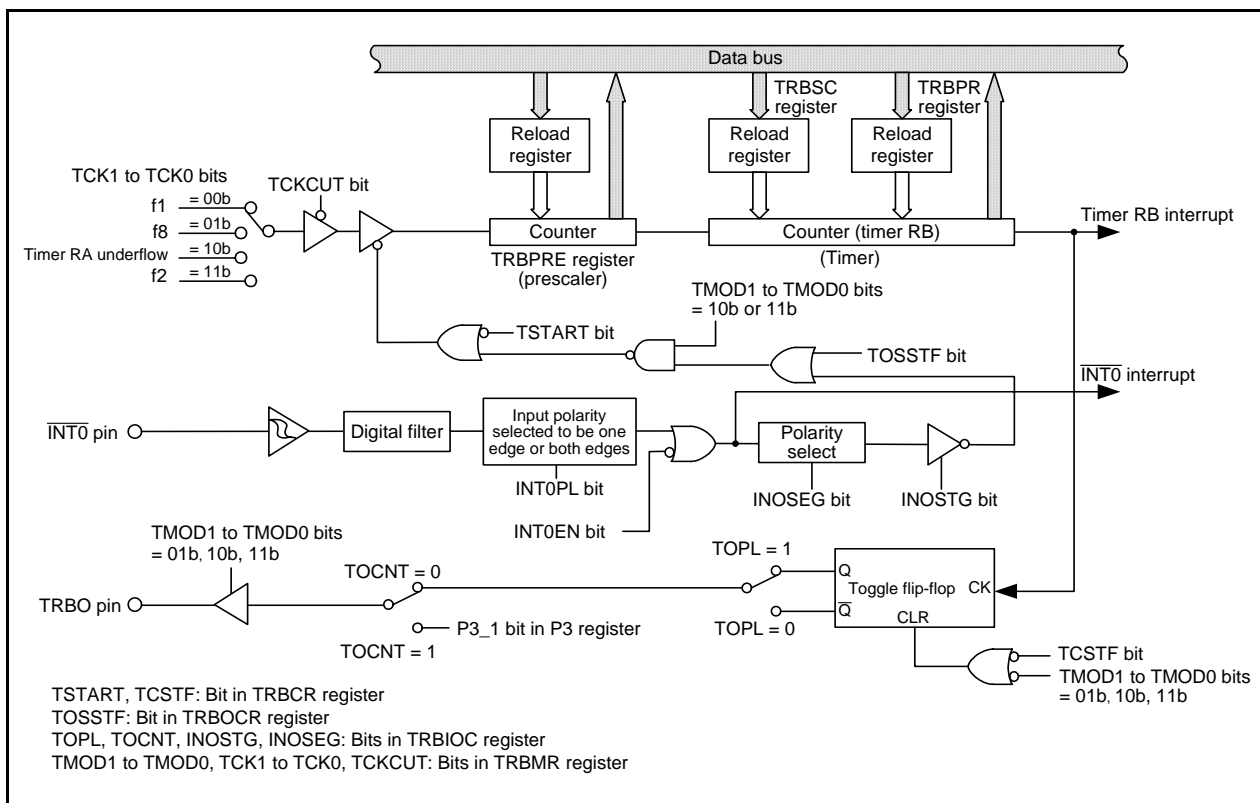 Data bus
TRBSC
register
TRBPR
register
Reload
register
Reload
register
Reload
register
TCK1 to TCK0 bits
TCKCUT bit
f1
= 00b
f8
= 01b
Timer RA underflow
= 10b
f2
= 11b
Counter
TRBPRE register
(prescaler)
Counter (timer RB)
(Timer)
Timer RB interrupt
TMOD1 to TMOD0 bits
= 10b or 11b
TSTART bit
TOSSTF bit
INT0 interrupt
INT0 pin
Digital filter
Input polarity
selected to be one
edge or both edges
Polarity
select
INT0PL bit
INOSEG bit
INOSTG bit
INT0EN bit
TMOD1 to TMOD0 bits
= 01b, 10b, 11b
TOCNT = 0
TOPL = 1
Q
Toggle flip-flop
CK
Q
CLR
TRBO pin
P3_1 bit in P3 register
TOCNT = 1
TOPL = 0
TCSTF bit
TMOD1 to TMOD0 bits
= 01b, 10b, 11b
TSTART, TCSTF: Bit in TRBCR register
TOSSTF: Bit in TRBOCR register
TOPL, TOCNT, INOSTG, INOSEG: Bits in TRBIOC register
TMOD1 to TMOD0, TCK1 to TCK0, TCKCUT: Bits in TRBMR register